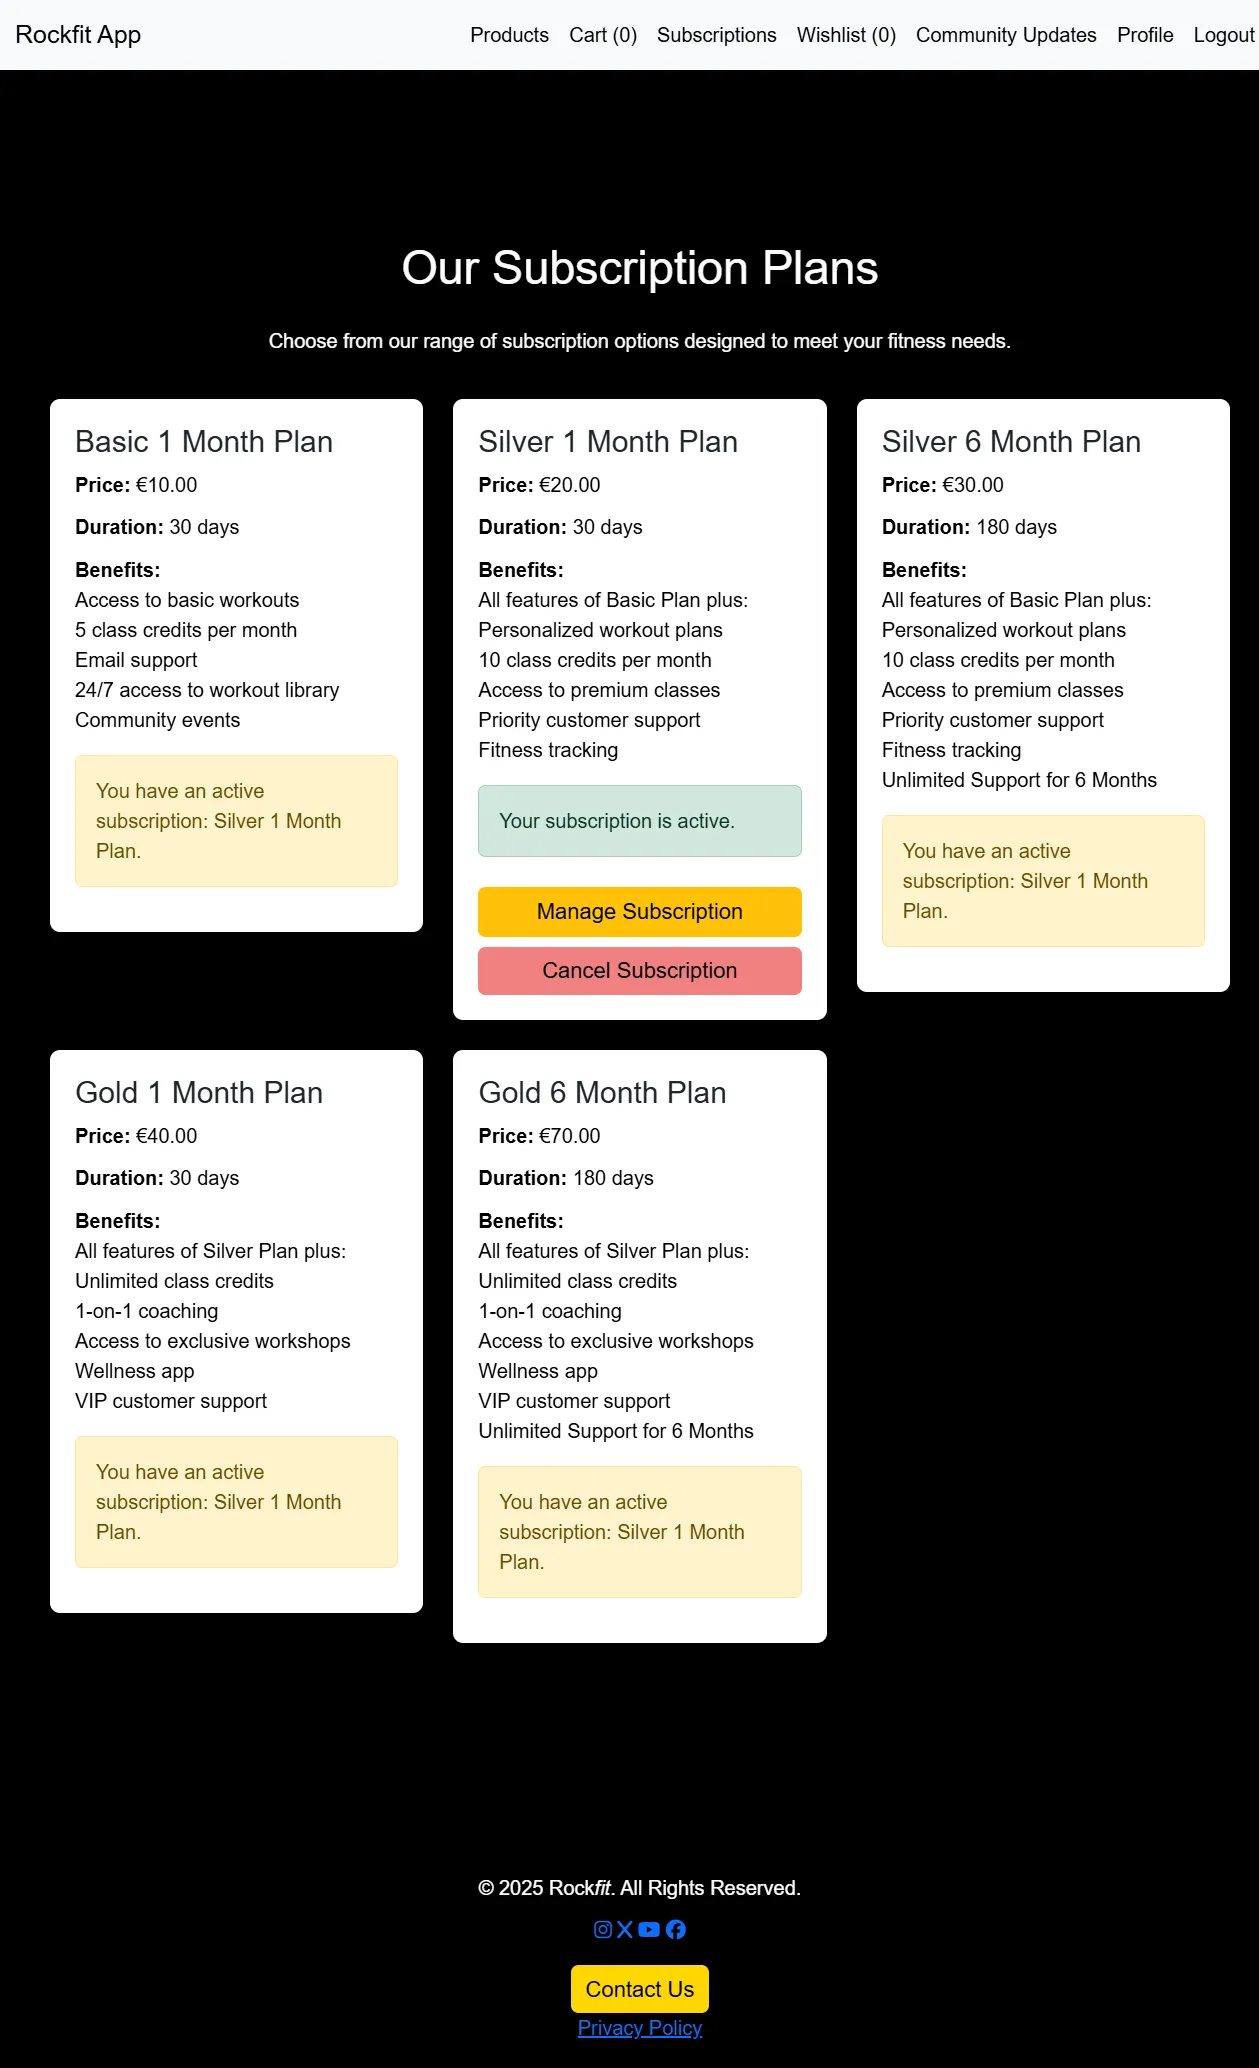 Rockfit App
Products Cart (0) Subscriptions Wishlist (0) Community Updates Profile Logout
Our Subscription Plans
Choose from our range of subscription options designed to meet your fitness needs.
Basic 1 Month Plan
Price: €10.00
Duration: 30 days
Benefits:
Access to basic workouts
5 class credits per month
Email support
24/7 access to workout library
Community events
You have an active
subscription: Silver 1 Month
Plan.
Silver 1 Month Plan
Price: €20.00
Duration: 30 days
Benefits:
All features of Basic Plan plus:
Personalized workout plans
10 class credits per month
Access to premium classes
Priority customer support
Fitness tracking
Your subscription is active.
Manage Subscription
Cancel Subscription
Silver 6 Month Plan
Price: €30.00
Duration: 180 days
Benefits:
All features of Basic Plan plus:
Personalized workout plans
10 class credits per month
Access to premium classes
Priority customer support
Fitness tracking
Unlimited Support for 6 Months
You have an active
subscription: Silver 1 Month
Plan.
Gold 1 Month Plan
Price: €40.00
Duration: 30 days
Benefits:
All features of Silver Plan plus:
Unlimited class credits
1-on-1 coaching
Access to exclusive workshops
Wellness app
VIP customer support
You have an active
subscription: Silver 1 Month
Plan.
Gold 6 Month Plan
Price: €70.00
Duration: 180 days
Benefits:
All features of Silver Plan plus:
Unlimited class credits
1-on-1 coaching
Access to exclusive workshops
Wellness app
VIP customer support
Unlimited Support for 6 Months
You have an active
subscription: Silver 1 Month
Plan.
© 2025 Rockfit. All Rights Reserved.
Contact Us
Privacy Policy